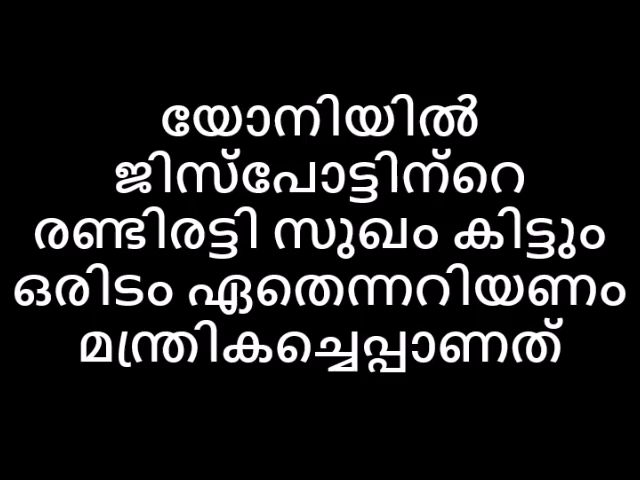 യോനിയിൽ
ജിസ്പോട്ടിന്റെ
രണ്ടിരട്ടി സുഖം കിട്ടും
ഒരിടം ഏതെന്നറിയണം
മന്ത്രികച്ചെപ്പാണത്